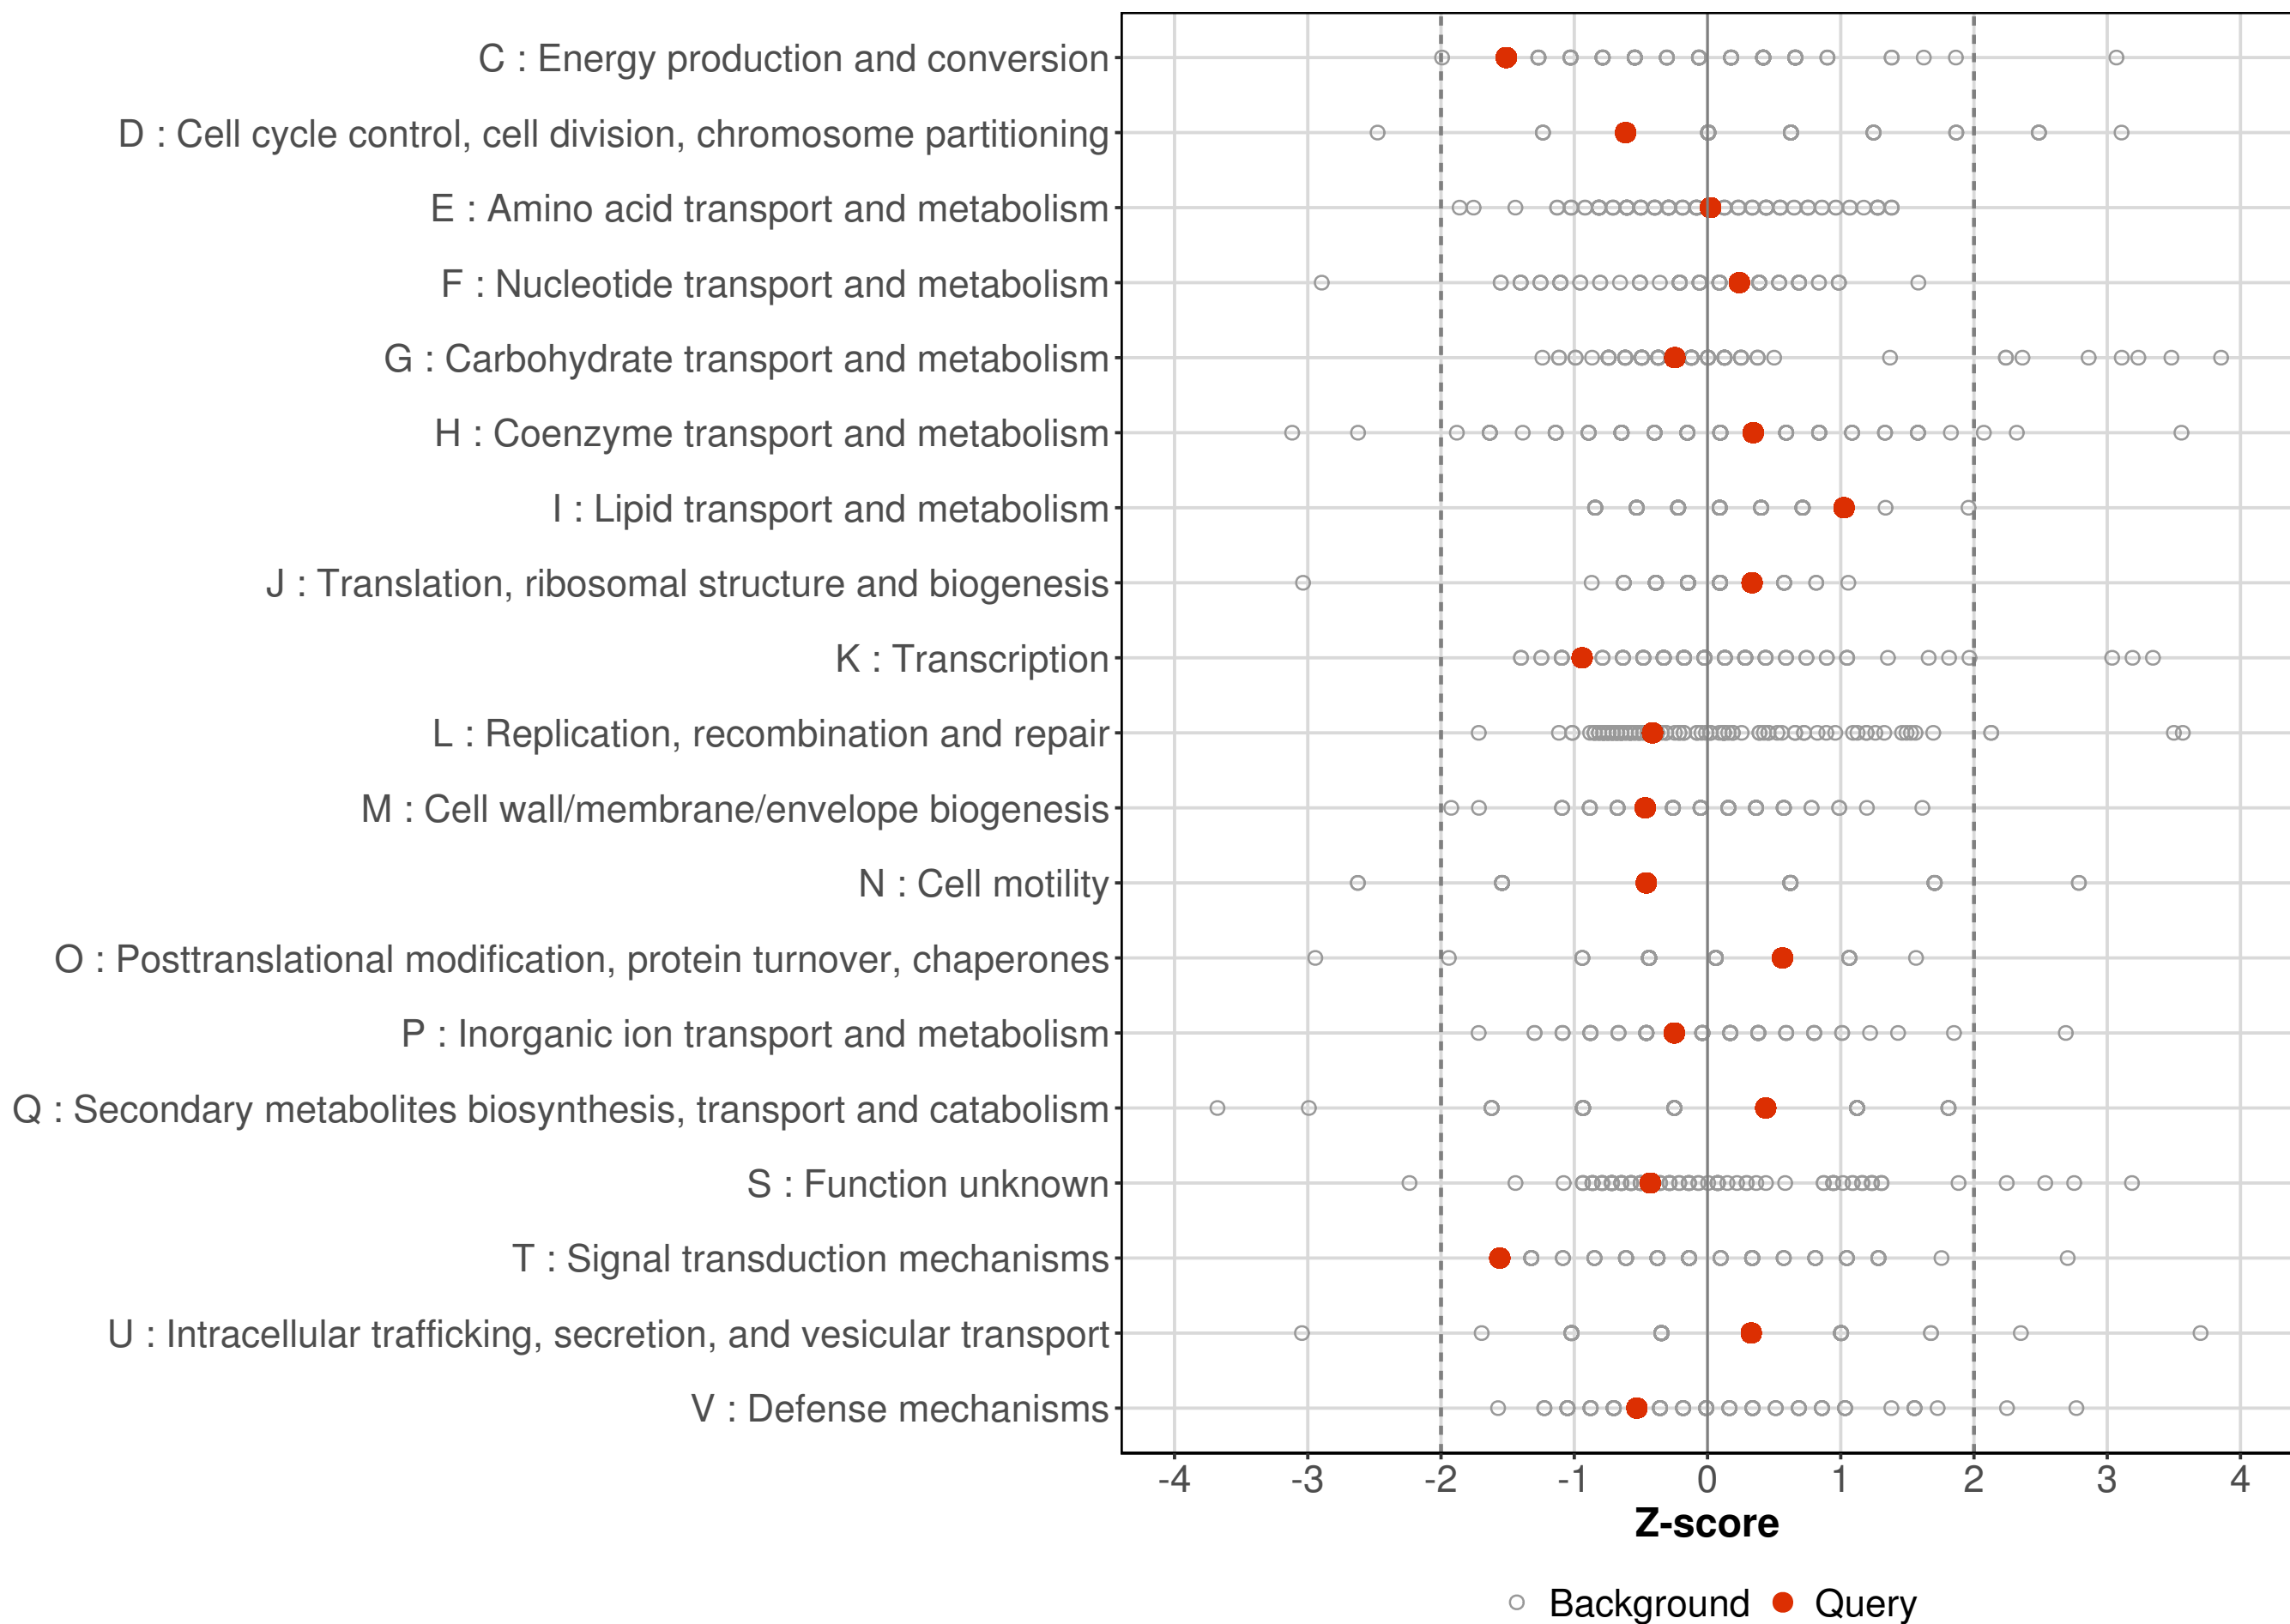 C : Energy production and conversion
D : Cell cycle control, cell division, chromosome partitioning
E : Amino acid transport and metabolism
F : Nucleotide transport and metabolism
G : Carbohydrate transport and metabolism
H : Coenzyme transport and metabolism
I : Lipid transport and metabolism
J : Translation, ribosomal structure and biogenesis
K : Transcription
L : Replication, recombination and repair
M : Cell wall/membrane/envelope biogenesis
N : Cell motility
O : Posttranslational modification, protein turnover, chaperones
P : Inorganic ion transport and metabolism
Q : Secondary metabolites biosynthesis, transport and catabolism
S : Function unknown
T : Signal transduction mechanisms
U : Intracellular trafficking, secretion, and vesicular transport
V : Defense mechanisms
-4 -3 -2 -1 0 1 2 3 4
Z-score
Background Query